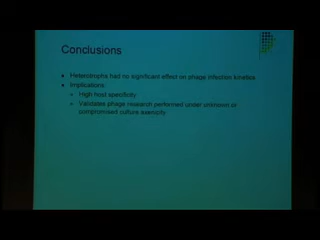 Conclusions
Heterotrophs had no significant effect on phage infection kinetics
Implications:
High host specificity
Validates phage research performed under unknown or
compromised culture axenicity